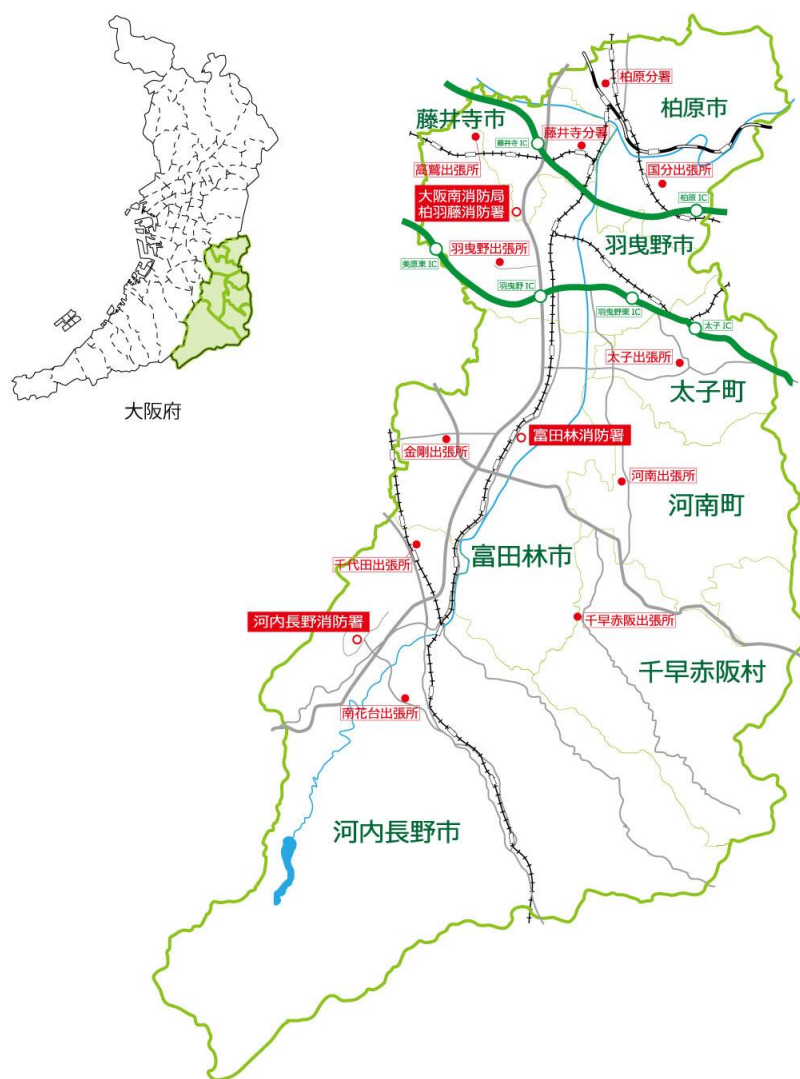 柏原分署
柏原市
藤井寺市
藤井寺分署
藤井寺 IC
高鷲出張所
国分出張所
大阪南消防局
柏羽藤消防署
柏原 IC
羽曳野市
羽曳野出張所
美原東 IC
羽曳野 IC
羽曳野東 IC
太子 IC
太子出張所
太子町
大阪府
金剛出張所
富田林消防署
河南出張所
河南町
富田林市
千代田出張所
河内長野消防署
千早赤阪出張所
千早赤阪村
南花台出張所
河内長野市